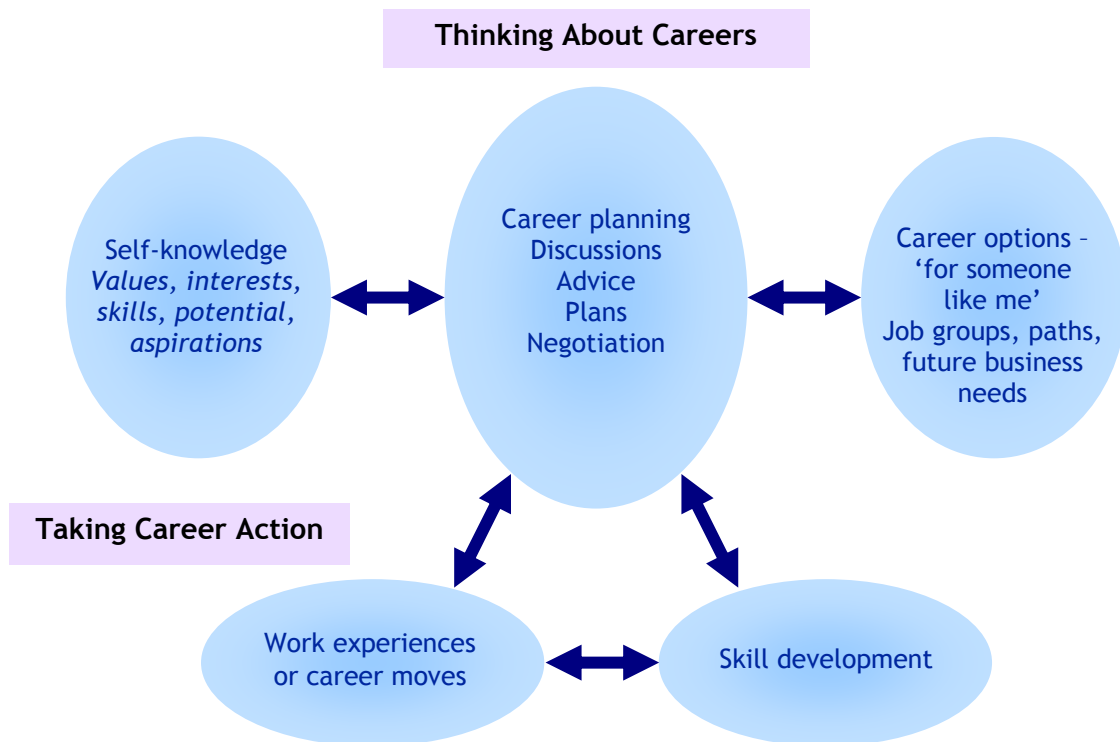 Thinking About Careers
Self-knowledge
Values, interests,
skills, potential,
aspirations
Career planning
Discussions
Advice
Plans
Negotiation
Career options –
‘for someone
like me’
Job groups, paths,
future business
needs
Taking Career Action
Work experiences
or career moves
Skill development